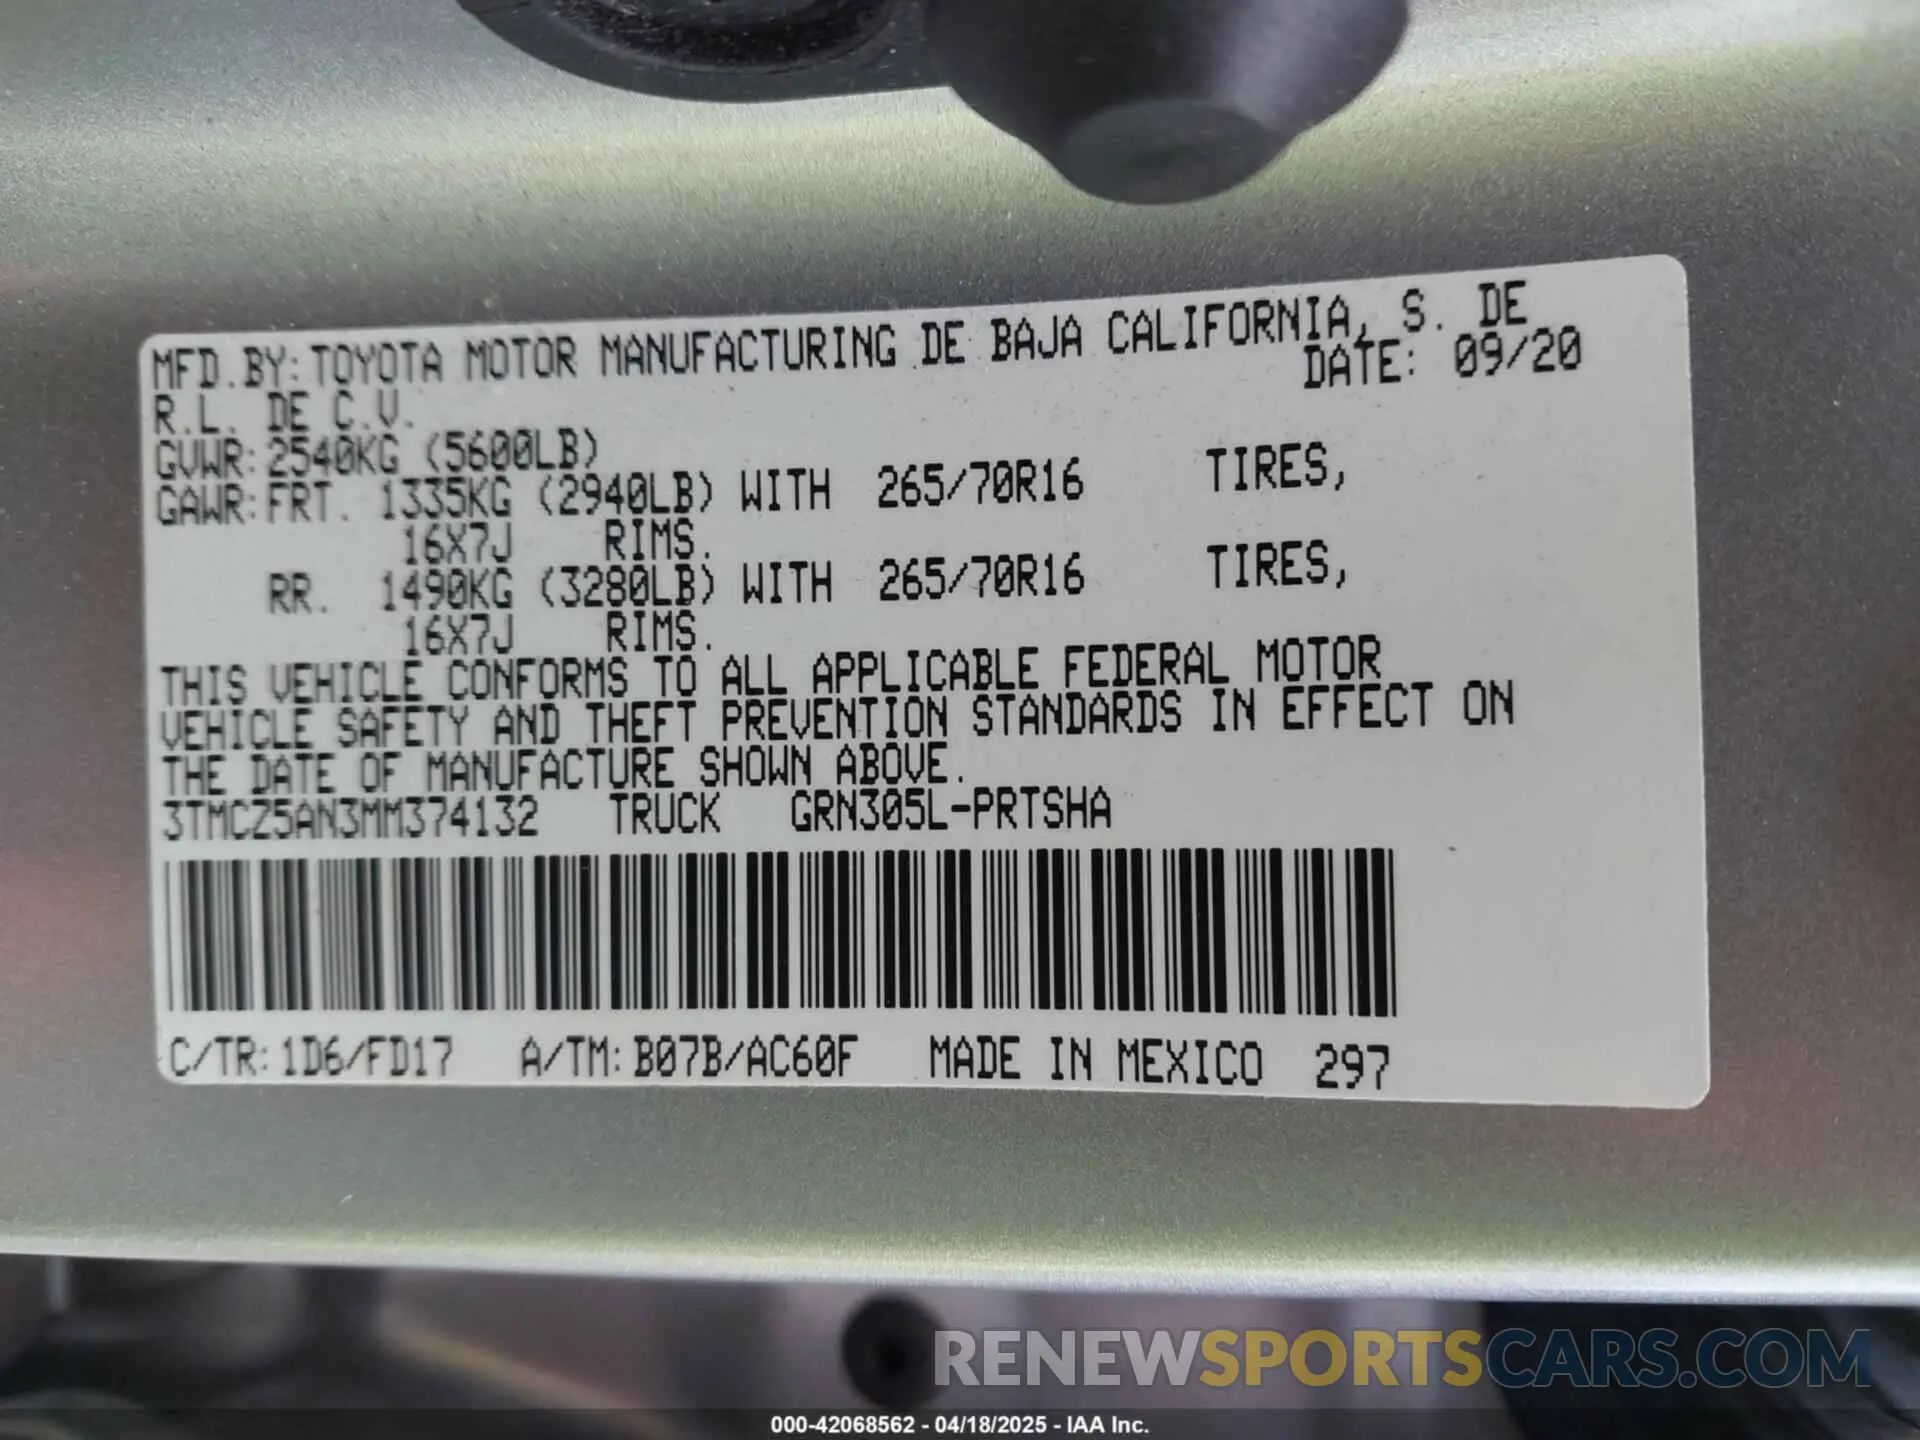 MFD.BY:TOYOTA MOTOR MANUFACTURING DE BAJA CALIFORNIA, S. DE
R.L. DE C.V. DATE: 09/20
GVWR:2540KG (5600LB)
GAWR:FRT. 1335KG (2940LB) WITH 265/70R16 TIRES,
16X7J RIMS.
RR. 1490KG (3280LB) WITH 265/70R16 TIRES,
16X7J RIMS.
THIS VEHICLE CONFORMS TO ALL APPLICABLE FEDERAL MOTOR
VEHICLE SAFETY AND THEFT PREVENTION STANDARDS IN EFFECT ON
THE DATE OF MANUFACTURE SHOWN ABOVE.
3TMCZ5AN3MM374132 TRUCK GRN305L-PRTSHA
C/TR:1D6/FD17 A/TM:B07B/AC60F MADE IN MEXICO 297
RENEWSPORTSCARS.COM
000-42068562 - 04/18/2025 - IAA Inc.